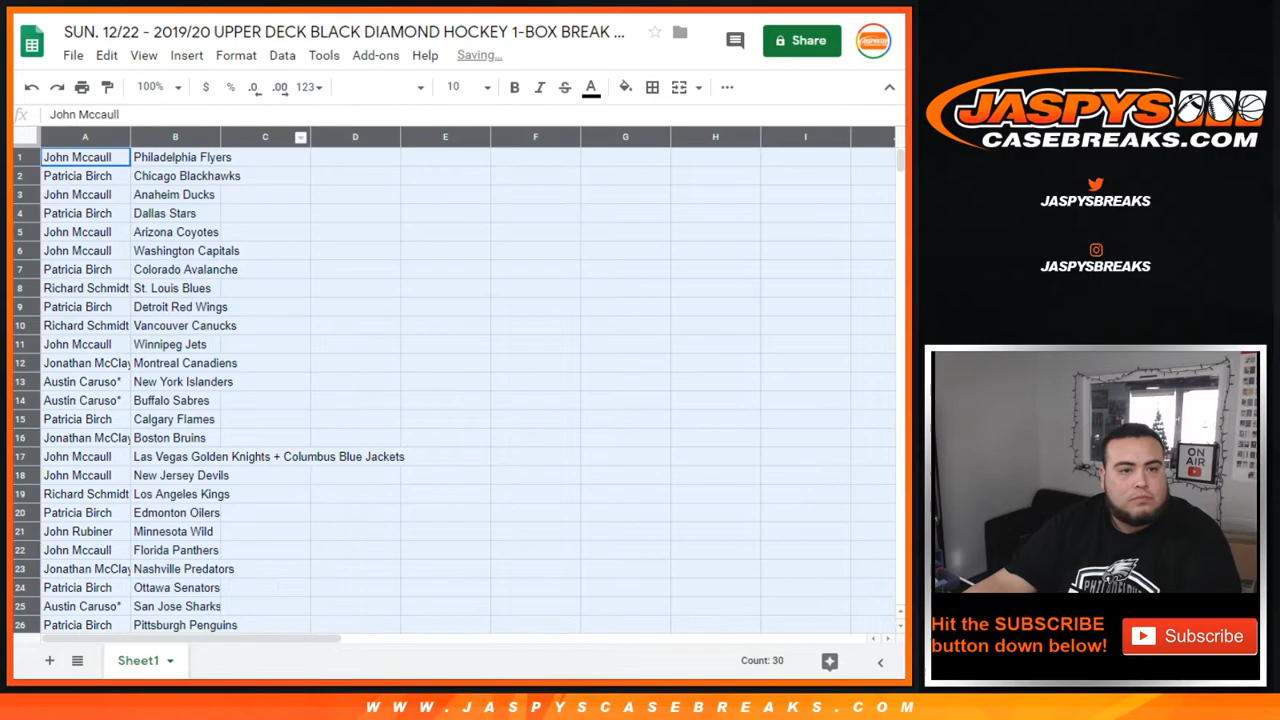 SUN. 12/22 - 2019/20 UPPER DECK BLACK DIAMOND HOCKEY 1-BOX BREAK ...
File Edit View Insert Format Data Tools Add-ons Help Saving...
Share
100% $ % .0 .00 123 10 B I S A
fx John Mccaull
A B C D E F G H I
1 John Mccaull Philadelphia Flyers
2 Patricia Birch Chicago Blackhawks
3 John Mccaull Anaheim Ducks
4 Patricia Birch Dallas Stars
5 John Mccaull Arizona Coyotes
6 John Mccaull Washington Capitals
7 Patricia Birch Colorado Avalanche
8 Richard Schmidt St. Louis Blues
9 Patricia Birch Detroit Red Wings
10 Richard Schmidt Vancouver Canucks
11 John Mccaull Winnipeg Jets
12 Jonathan McClay Montreal Canadiens
13 Austin Caruso* New York Islanders
14 Austin Caruso* Buffalo Sabres
15 Patricia Birch Calgary Flames
16 Jonathan McClay Boston Bruins
17 John Mccaull Las Vegas Golden Knights + Columbus Blue Jackets
18 John Mccaull New Jersey Devils
19 Richard Schmidt Los Angeles Kings
20 Patricia Birch Edmonton Oilers
21 John Rubiner Minnesota Wild
22 John Mccaull Florida Panthers
23 Jonathan McClay Nashville Predators
24 Patricia Birch Ottawa Senators
25 Austin Caruso* San Jose Sharks
26 Patricia Birch Pittsburgh Penguins
Sheet1
Count: 30
JASPYS
CASEBREAKS.COM
JASPYSBREAKS
JASPYSBREAKS
ON
AIR
PHILADELPHIA
Hit the SUBSCRIBE
button down below!
Subscribe
WWW.JASPYSCASEBREAKS.COM